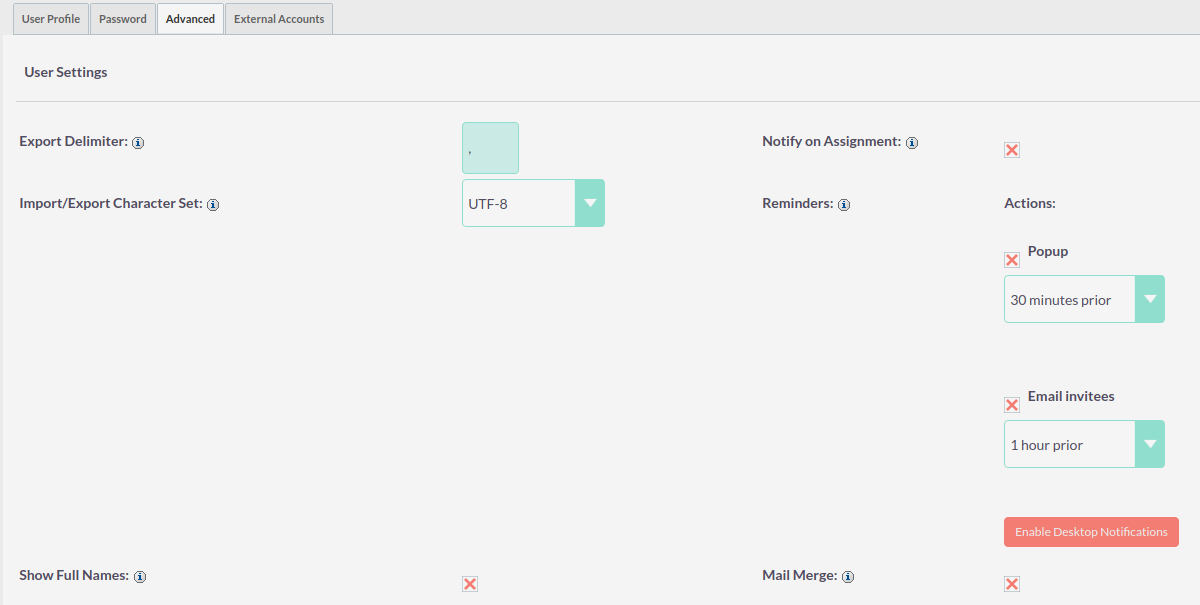 User Profile Password Advanced External Accounts
User Settings
Export Delimiter: , Notify on Assignment:
Import/Export Character Set: UTF-8 Reminders: Actions:
Popup
30 minutes prior
Email invitees
1 hour prior
Enable Desktop Notifications
Show Full Names: Mail Merge: